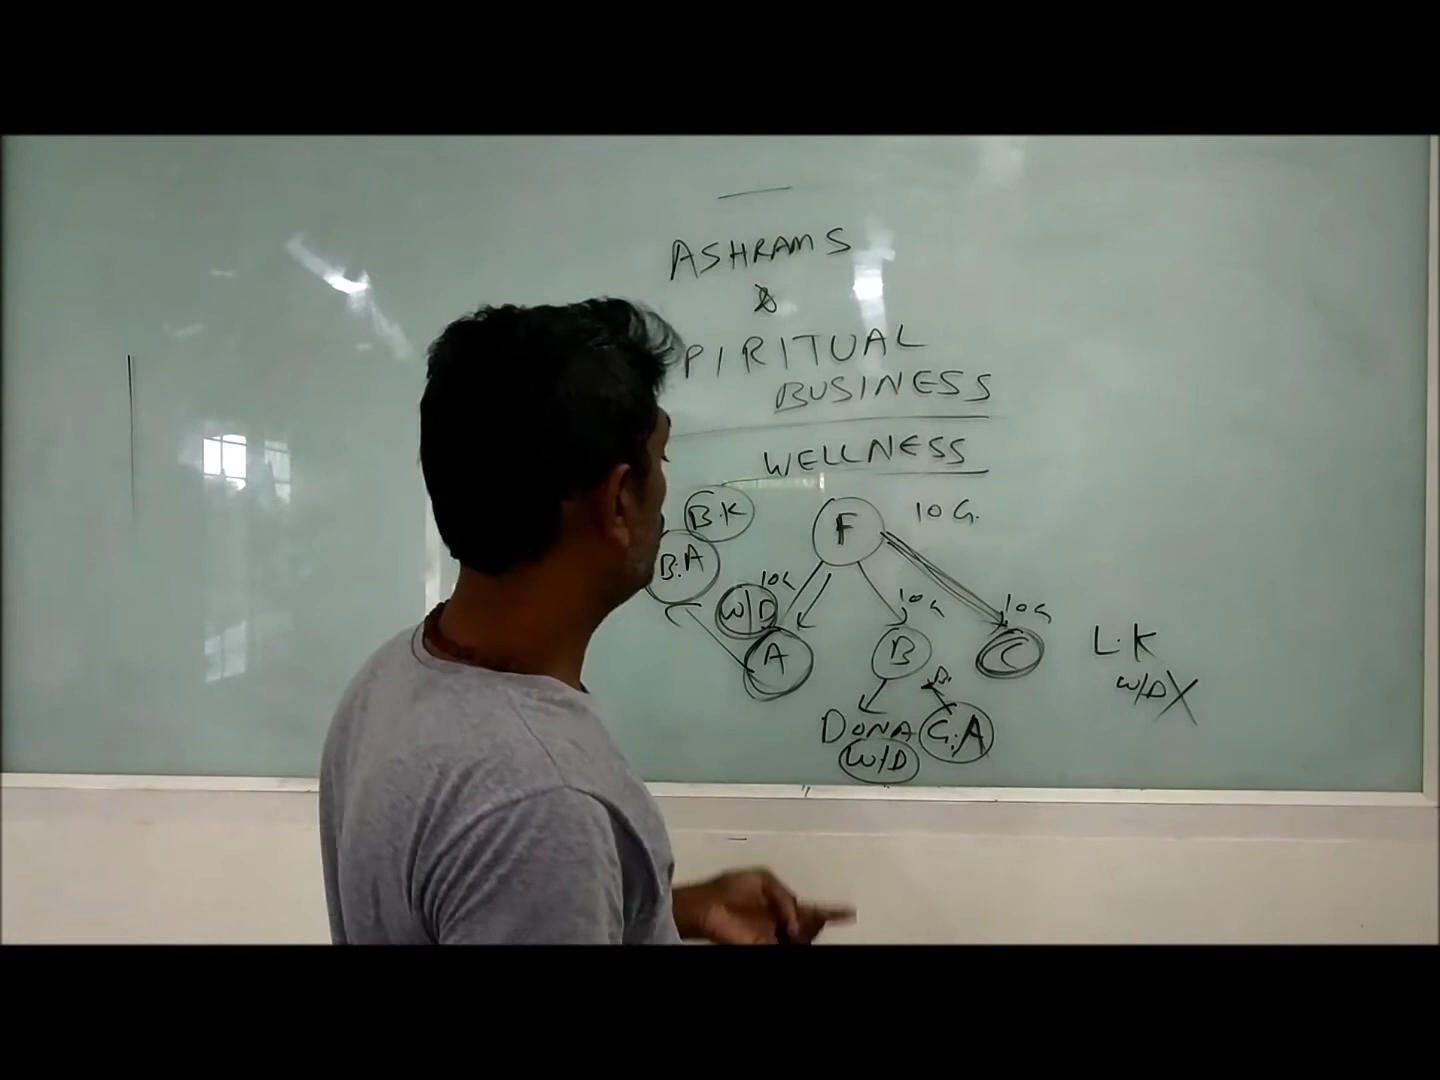 ASHRAMS
&
PIRITUAL
BUSINESS
WELLNESS
B.K
F
10 G.
B.A
W/D
10G
10G
10G
A
B
C
L.K
W/D X
DONA
G.A
W/D